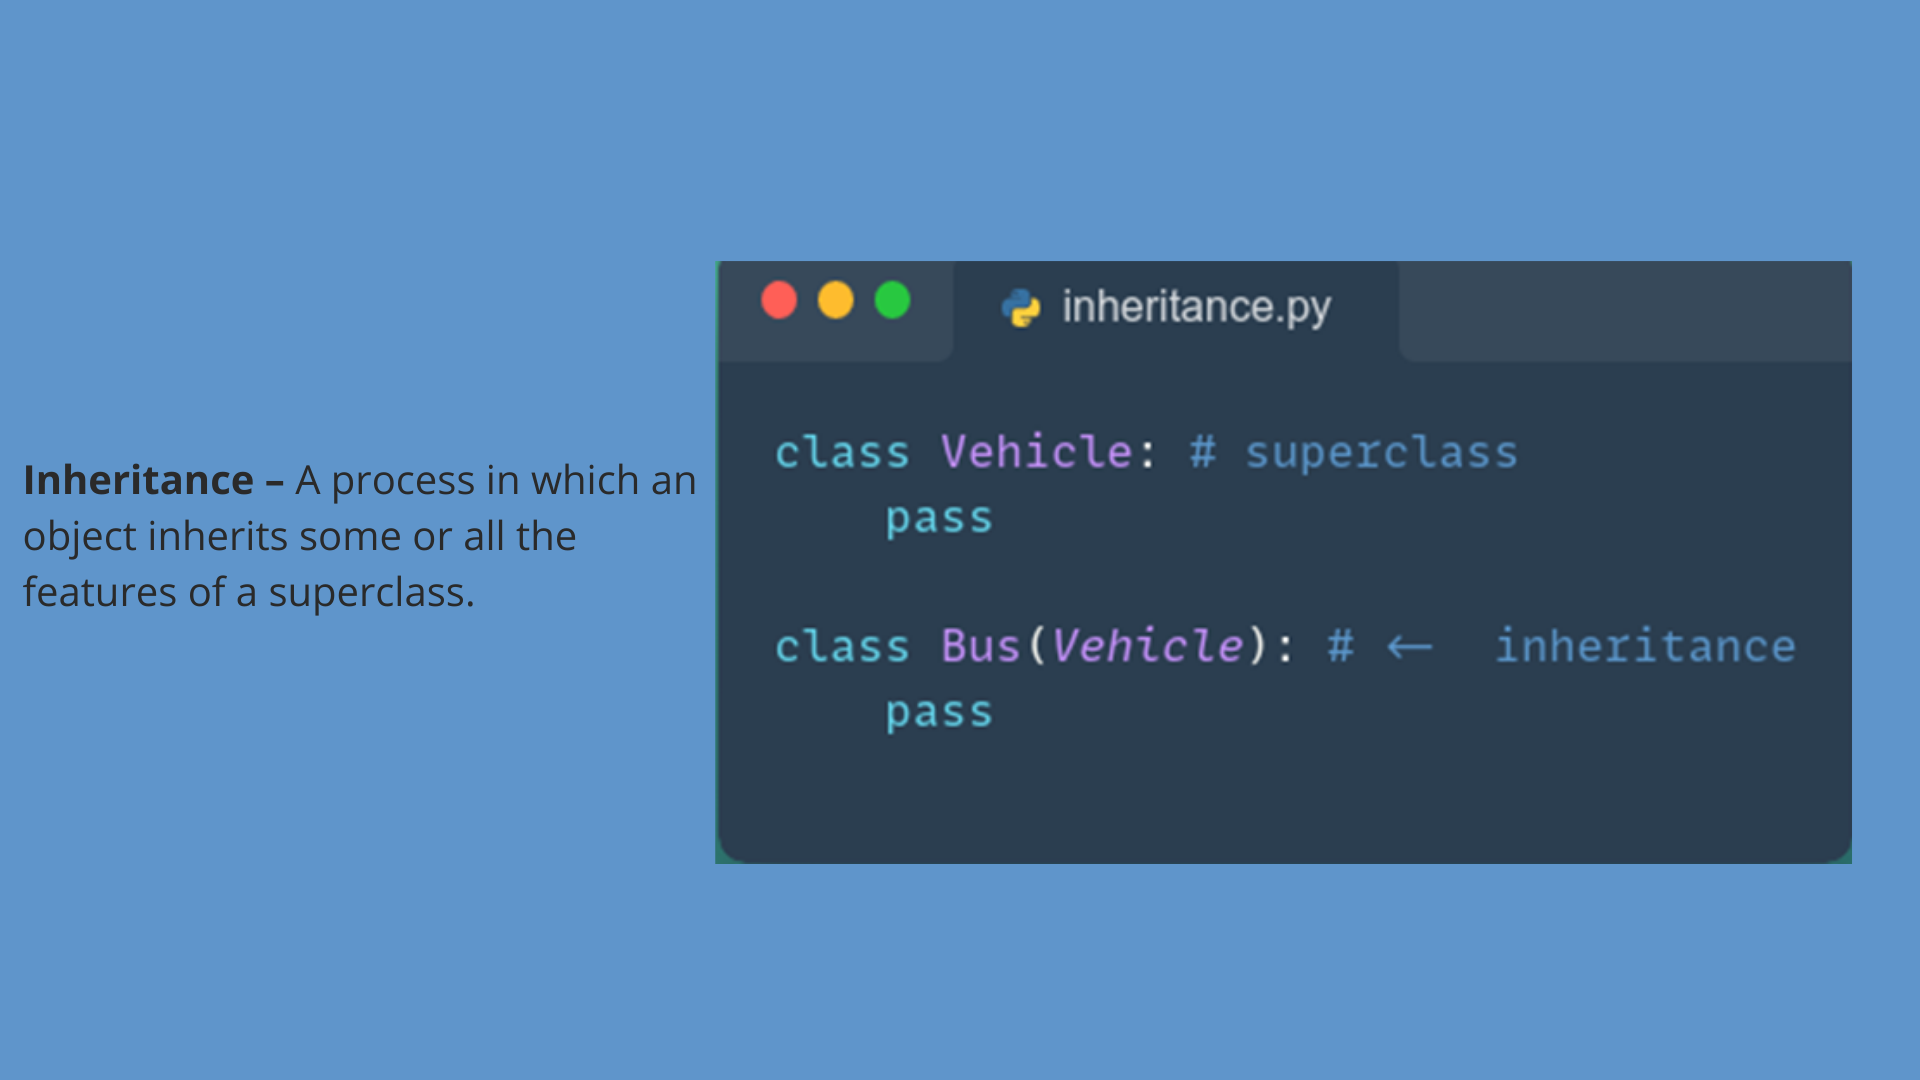 Inheritance – A process in which an
object inherits some or all the
features of a superclass.
inheritance.py
class Vehicle: # superclass
    pass
class Bus(Vehicle): # ← inheritance
    pass